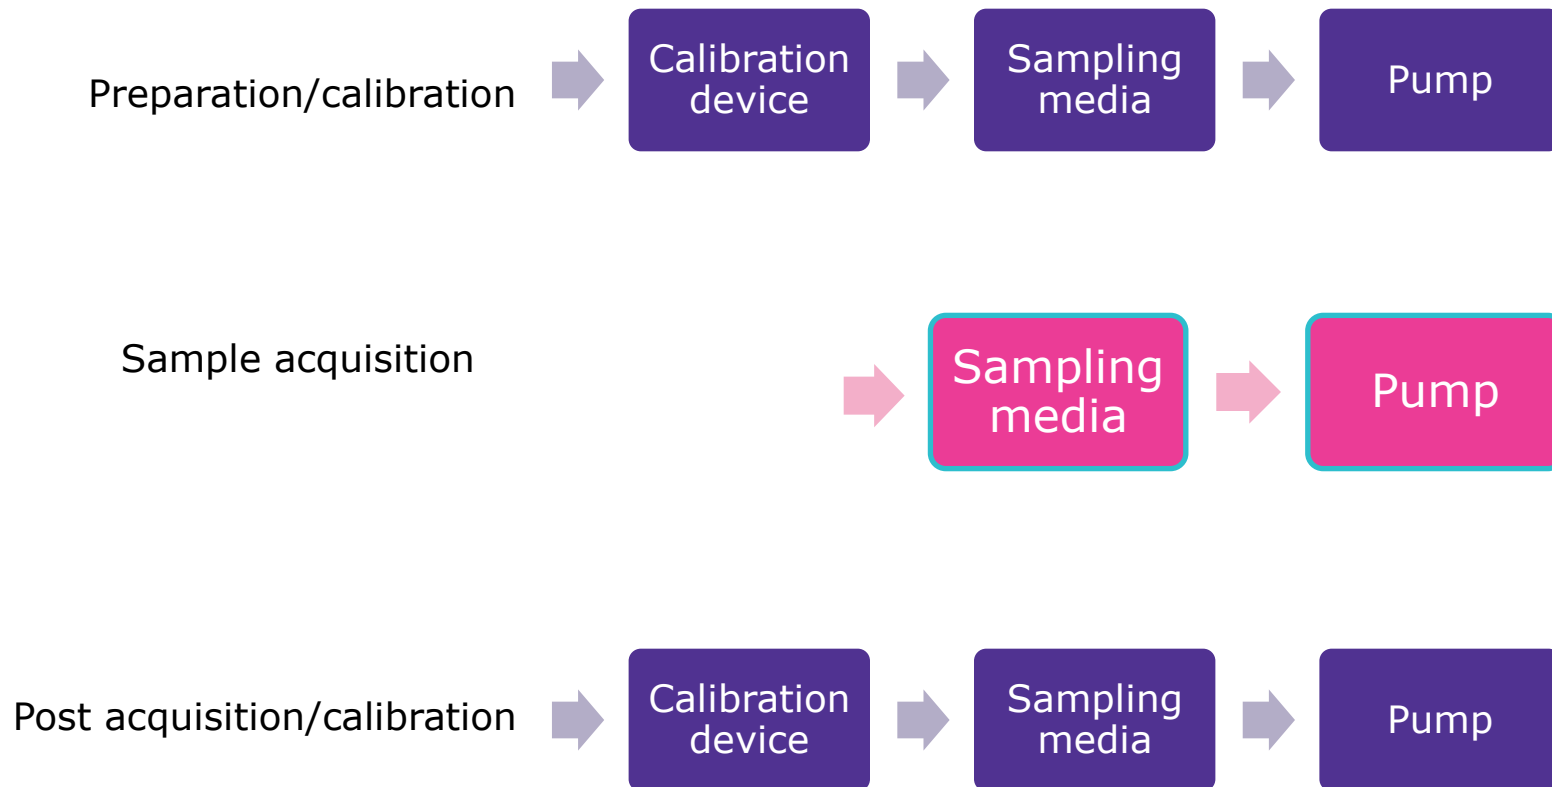 Preparation/calibration
Calibration
device
Sampling
media
Pump
Sample acquisition
Sampling
media
Pump
Post acquisition/calibration
Calibration
device
Sampling
media
Pump